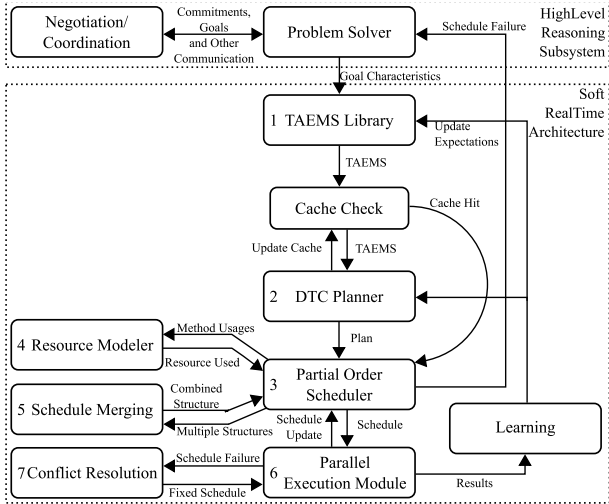 Negotiation/
Coordination
Commitments,
Goals
and Other
Communication
Problem Solver
Schedule Failure
HighLevel
Reasoning
Subsystem
Goal Characteristics
Soft
RealTime
Architecture
1 TAEMS Library
Update
Expectations
TAEMS
Cache Check
Cache Hit
Update Cache
TAEMS
2 DTC Planner
Plan
4 Resource Modeler
Method Usages
Resource Used
3 Partial Order
Scheduler
5 Schedule Merging
Combined
Structure
Multiple Structures
Schedule
Update
Schedule
Learning
7 Conflict Resolution
Schedule Failure
Fixed Schedule
6 Parallel
Execution Module
Results